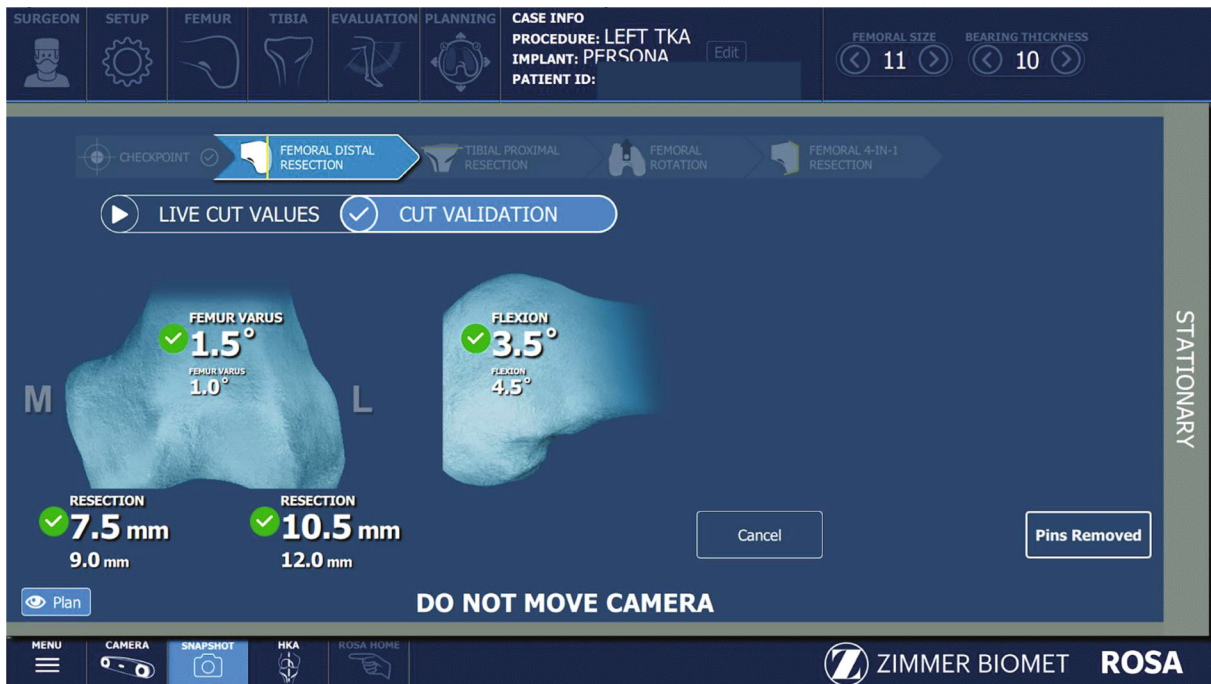 SURGEON
SETUP
FEMUR
TIBIA
EVALUATION
PLANNING
CASE INFO
PROCEDURE: LEFT TKA
IMPLANT: PERSONA
PATIENT ID:
Edit
FEMORAL SIZE
11
BEARING THICKNESS
10
CHECKPOINT
FEMORAL DISTAL
RESECTION
TIBIAL PROXIMAL
RESECTION
FEMORAL
ROTATION
FEMORAL 4-IN-1
RESECTION
LIVE CUT VALUES
CUT VALIDATION
FEMUR VARUS
1.5°
FEMUR VARUS
1.0°
M
L
FLEXION
3.5°
FLEXION
4.5°
STATIONARY
RESECTION
7.5 mm
9.0 mm
RESECTION
10.5 mm
12.0 mm
Cancel
Pins Removed
Plan
DO NOT MOVE CAMERA
MENU
CAMERA
SNAPSHOT
HKA
ROSA HOME
ZIMMER BIOMET
ROSA